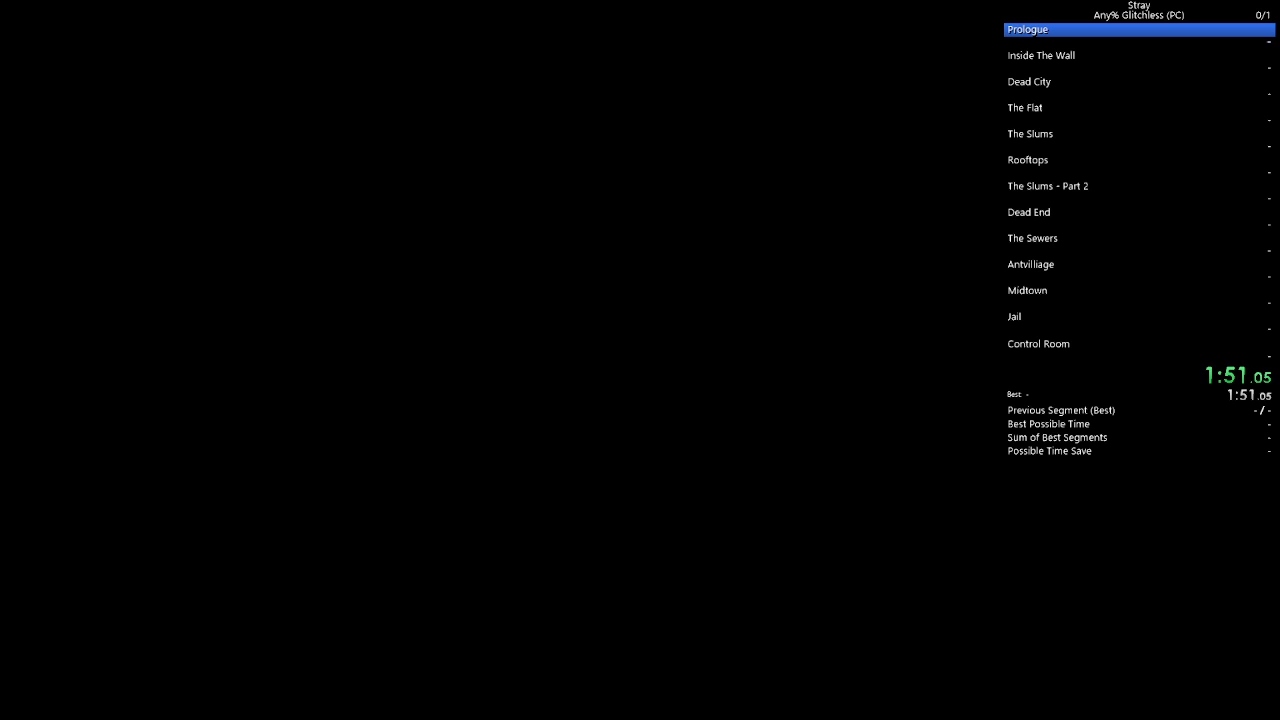 Stray
Any% Glitchless (PC) 0/1
Prologue
-
Inside The Wall
-
Dead City
-
The Flat
-
The Slums
-
Rooftops
-
The Slums - Part 2
-
Dead End
-
The Sewers
-
Antvilliage
-
Midtown
-
Jail
-
Control Room
-
1:51.05
Best: - 1:51.05
Previous Segment (Best) - / -
Best Possible Time -
Sum of Best Segments -
Possible Time Save -